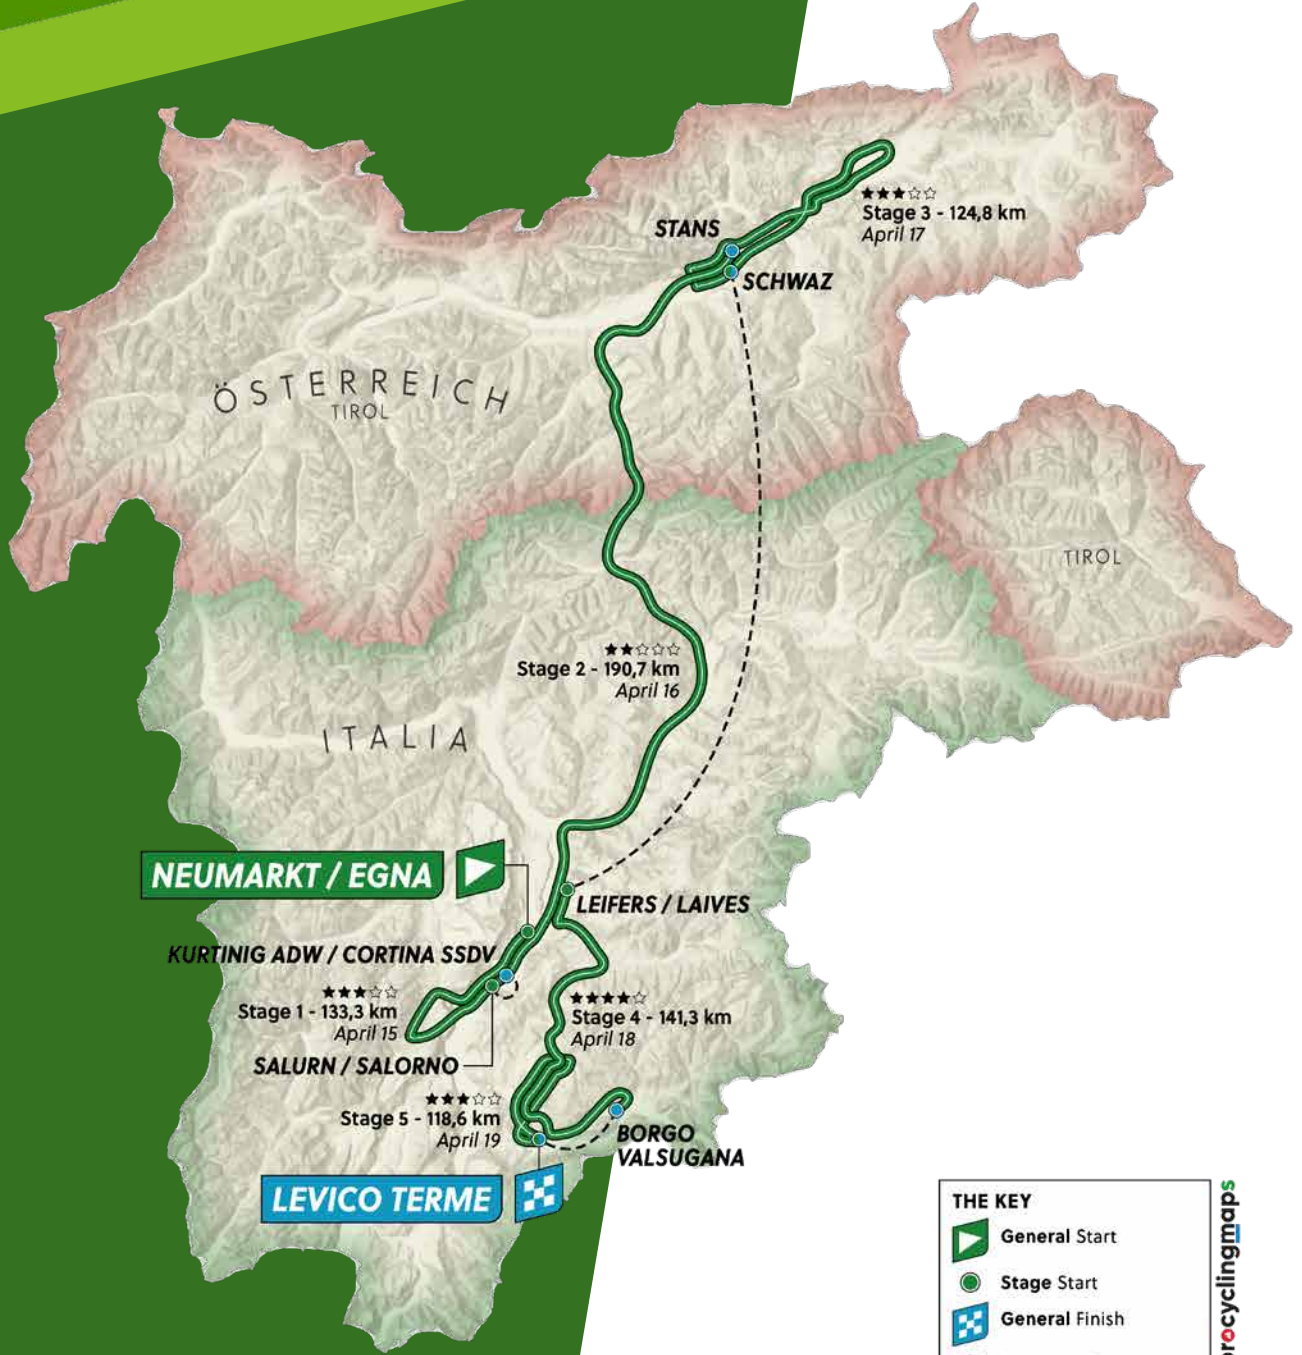 STANS
★★★☆☆
Stage 3 - 124,8 km
April 17
SCHWAZ
ÖSTERREICH
TIROL
TIROL
★★☆☆☆
Stage 2 - 190,7 km
April 16
ITALIA
NEUMARKT / EGNA
LEIFERS / LAIVES
KURTINIG ADW / CORTINA SSDV
★★★☆☆
Stage 1 - 133,3 km
April 15
★★★★☆
Stage 4 - 141,3 km
April 18
SALURN / SALORNO
★★★☆☆
Stage 5 - 118,6 km
April 19
BORGO
VALSUGANA
LEVICO TERME
THE KEY
General Start
Stage Start
General Finish
procyclingmaps